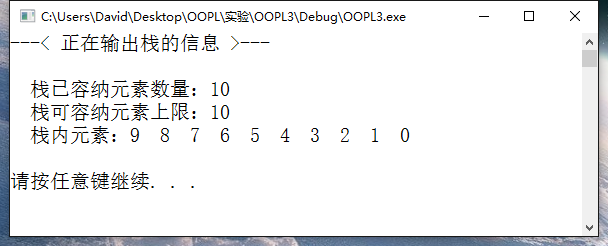 C:\Users\David\Desktop\OOPL\实验\OOPL3\Debug\OOPL3.exe
---< 正在输出栈的信息 >---
栈已容纳元素数量：10
栈可容纳元素上限：10
栈内元素：9  8  7  6  5  4  3  2  1  0
请按任意键继续. . .